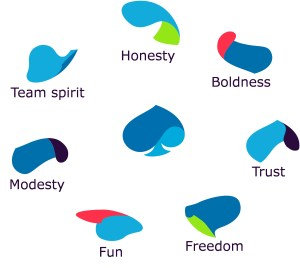 Honesty
Boldness
Team spirit
Trust
Modesty
Freedom
Fun